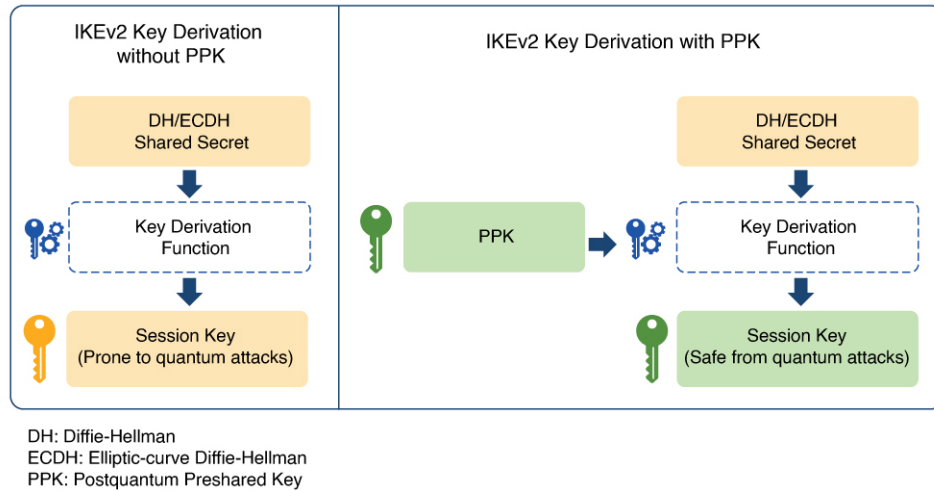 IKEv2 Key Derivation
without PPK
DH/ECDH
Shared Secret
Key Derivation
Function
Session Key
(Prone to quantum attacks)
IKEv2 Key Derivation with PPK
DH/ECDH
Shared Secret
PPK
Key Derivation
Function
Session Key
(Safe from quantum attacks)
DH: Diffie-Hellman
ECDH: Elliptic-curve Diffie-Hellman
PPK: Postquantum Preshared Key